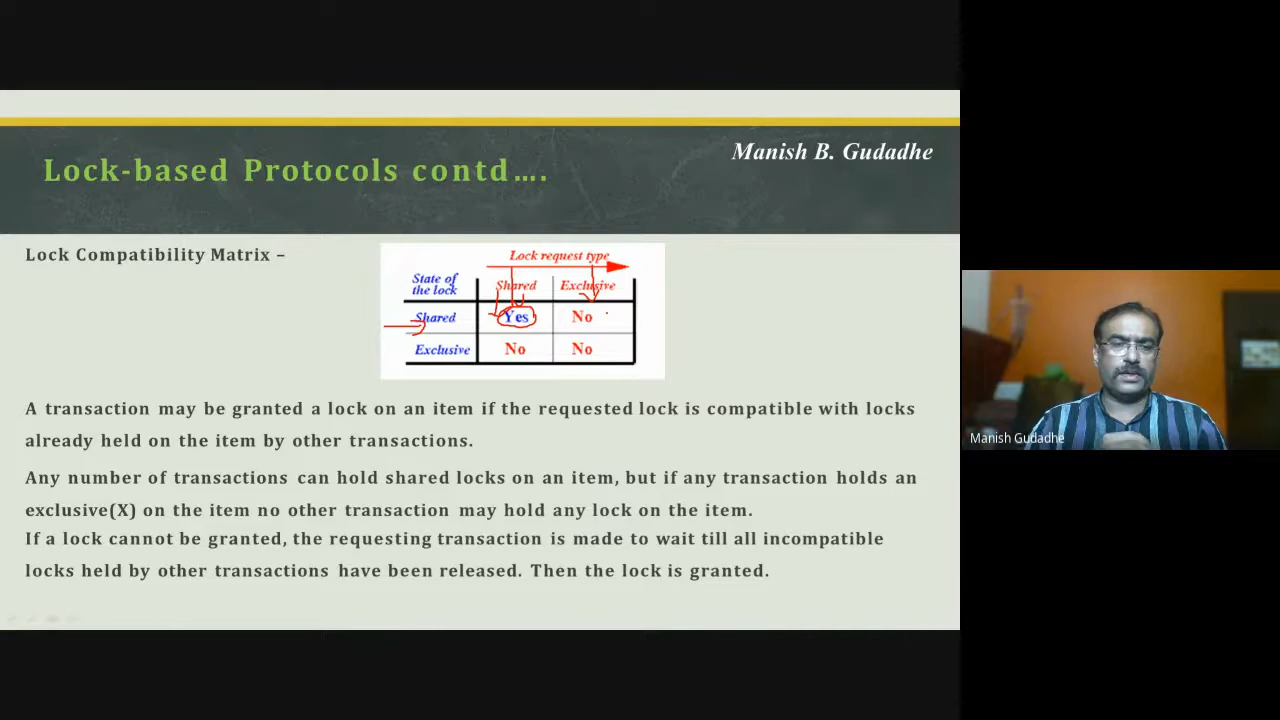 Manish B. Gudadhe
Lock-based Protocols contd….
Lock Compatibility Matrix –
Lock request type
State of the lock Shared Exclusive
Shared Yes No
Exclusive No No
A transaction may be granted a lock on an item if the requested lock is compatible with locks
already held on the item by other transactions.
Any number of transactions can hold shared locks on an item, but if any transaction holds an
exclusive(X) on the item no other transaction may hold any lock on the item.
If a lock cannot be granted, the requesting transaction is made to wait till all incompatible
locks held by other transactions have been released. Then the lock is granted.
Manish Gudadhe